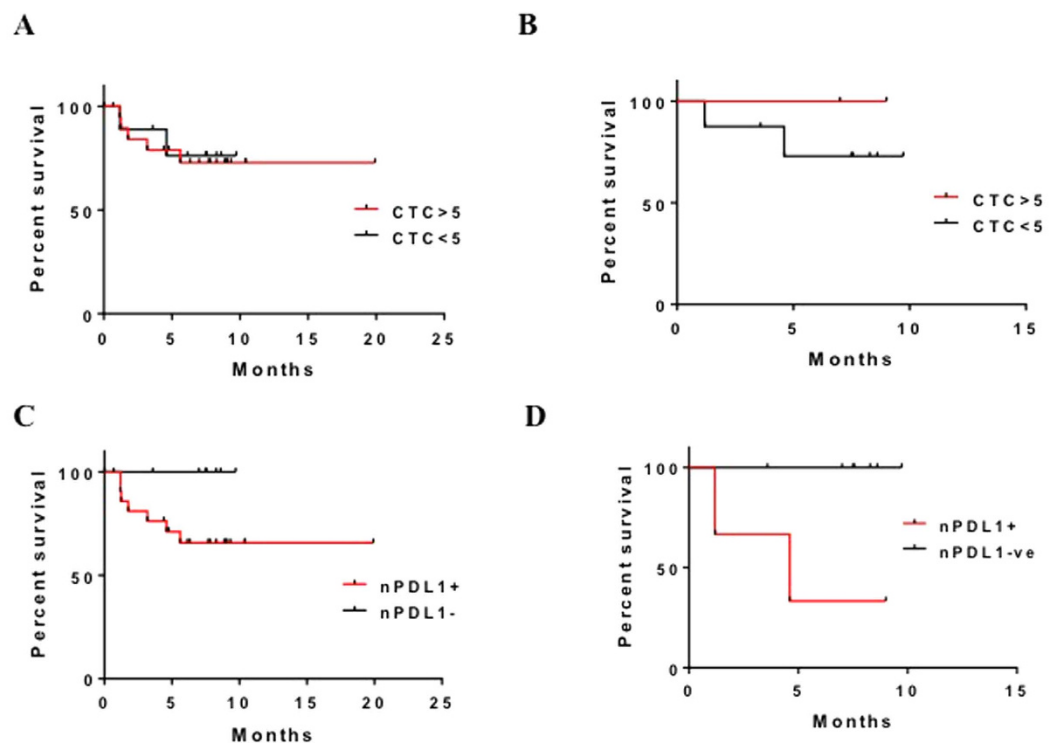 A
Percent survival
100
50
0
0 5 10 15 20 25
Months
CTC>5
CTC<5
B
Percent survival
100
50
0
0 5 10 15
Months
CTC>5
CTC<5
C
Percent survival
100
50
0
0 5 10 15 20 25
Months
nPDL1+
nPDL1-
D
Percent survival
100
50
0
0 5 10 15
Months
nPDL1+
nPDL1-ve